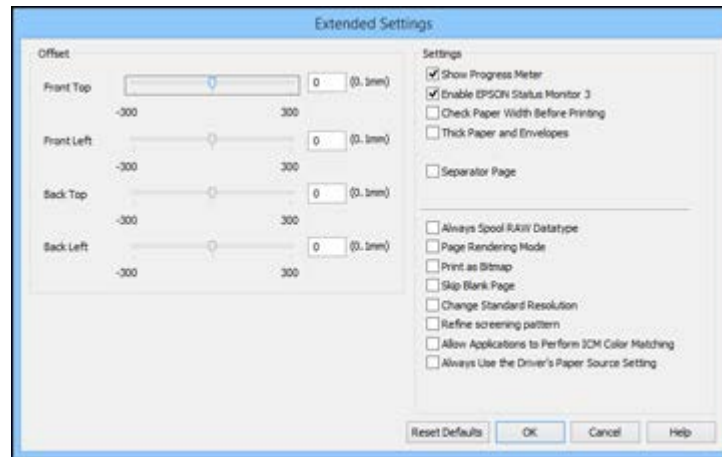 Extended Settings
Offset
Front Top 0 (0.1mm)
-300 300
Front Left 0 (0.1mm)
-300 300
Back Top 0 (0.1mm)
-300 300
Back Left 0 (0.1mm)
-300 300
Settings
Show Progress Meter
Enable EPSON Status Monitor 3
Check Paper Width Before Printing
Thick Paper and Envelopes
Separator Page
Always Spool RAW Datatype
Page Rendering Mode
Print as Bitmap
Skip Blank Page
Change Standard Resolution
Refine screening pattern
Allow Applications to Perform ICM Color Matching
Always Use the Driver's Paper Source Setting
Reset Defaults OK Cancel Help